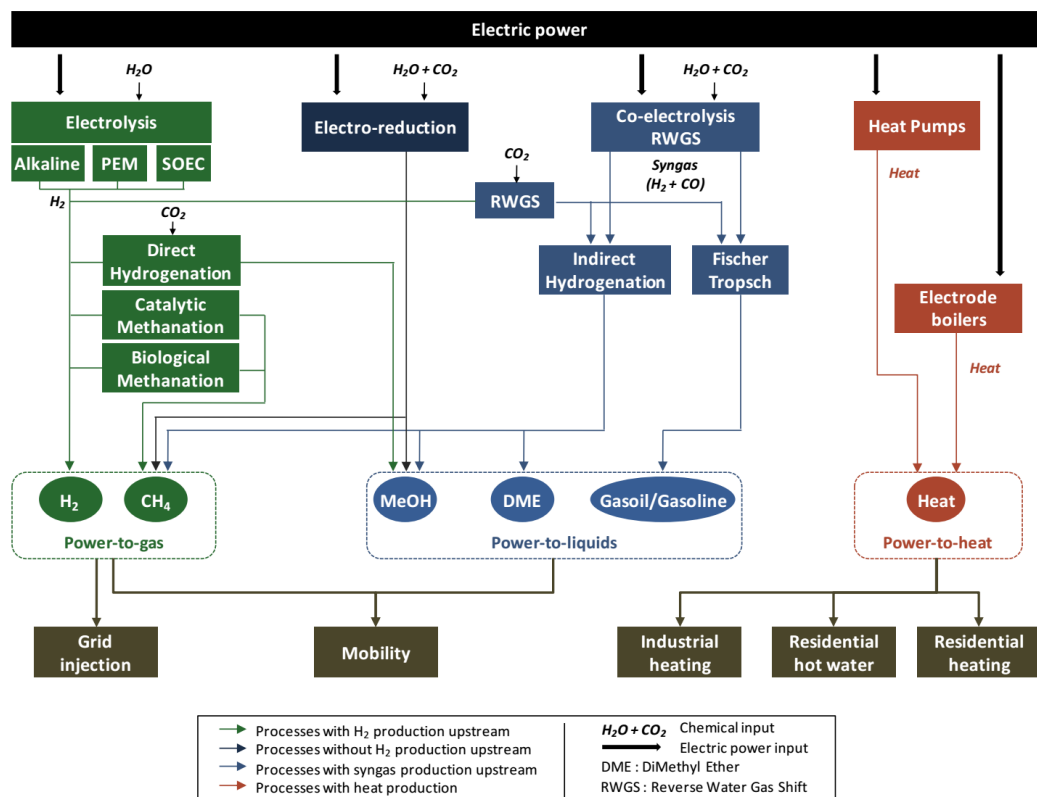 Electric power
H₂O
H₂O + CO₂
H₂O + CO₂
Electrolysis
Alkaline
PEM
SOEC
Electro-reduction
Co-electrolysis
RWGS
Heat Pumps
H₂
CO₂
CO₂
RWGS
Syngas
(H₂ + CO)
Heat
Direct
Hydrogenation
Catalytic
Methanation
Biological
Methanation
Indirect
Hydrogenation
Fischer
Tropsch
Electrode
boilers
Heat
H₂
CH₄
Power-to-gas
MeOH
DME
Gasoil/Gasoline
Power-to-liquids
Heat
Power-to-heat
Grid
injection
Mobility
Industrial
heating
Residential
hot water
Residential
heating
Processes with H₂ production upstream
Processes without H₂ production upstream
Processes with syngas production upstream
Processes with heat production
H₂O + CO₂ Chemical input
Electric power input
DME : DiMethyl Ether
RWGS : Reverse Water Gas Shift